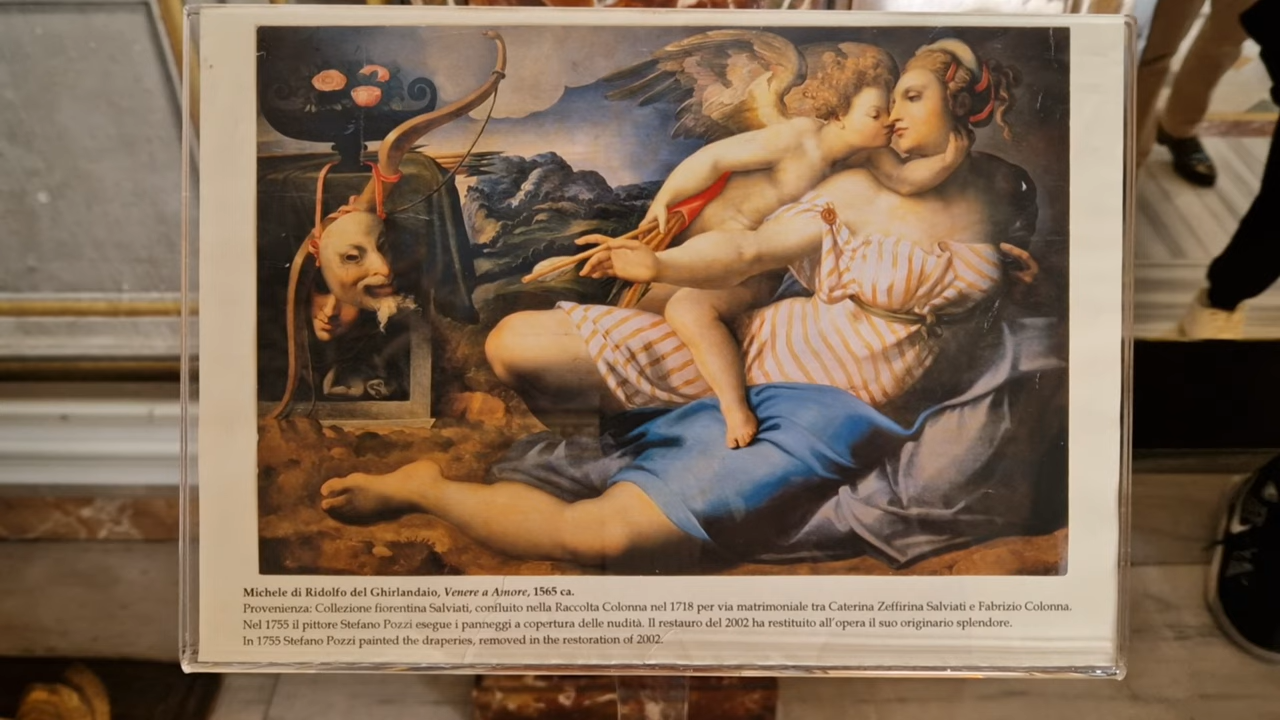 Michele di Ridolfo del Ghirlandaio, Venere a Amore, 1565 ca.
Provenienza: Collezione fiorentina Salviati, confluito nella Raccolta Colonna nel 1718 per via matrimoniale tra Caterina Zeffirina Salviati e Fabrizio Colonna.
Nel 1755 il pittore Stefano Pozzi esegue i panneggi a copertura delle nudità. Il restauro del 2002 ha restituito all'opera il suo originario splendore.
In 1755 Stefano Pozzi painted the draperies, removed in the restoration of 2002.